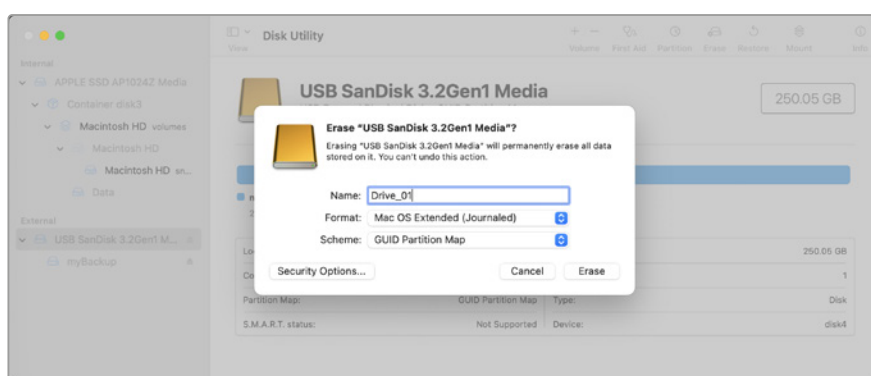 Disk Utility
View
Volume First Aid Partition Erase Restore Mount Info
Internal
APPLE SSD AP1024Z Media
Container disk3
Macintosh HD volumes
Macintosh HD
Macintosh HD sn...
Data
External
USB SanDisk 3.2Gen1 M...
myBackup
USB SanDisk 3.2Gen1 Media
250.05 GB
Erase “USB SanDisk 3.2Gen1 Media”?
Erasing “USB SanDisk 3.2Gen1 Media” will permanently erase all data
stored on it. You can’t undo this action.
Name: Drive_01
Format: Mac OS Extended (Journaled)
Scheme: GUID Partition Map
Security Options... Cancel Erase
250.05 GB
1
Partition Map: GUID Partition Map Type: Disk
S.M.A.R.T. status: Not Supported Device: disk4